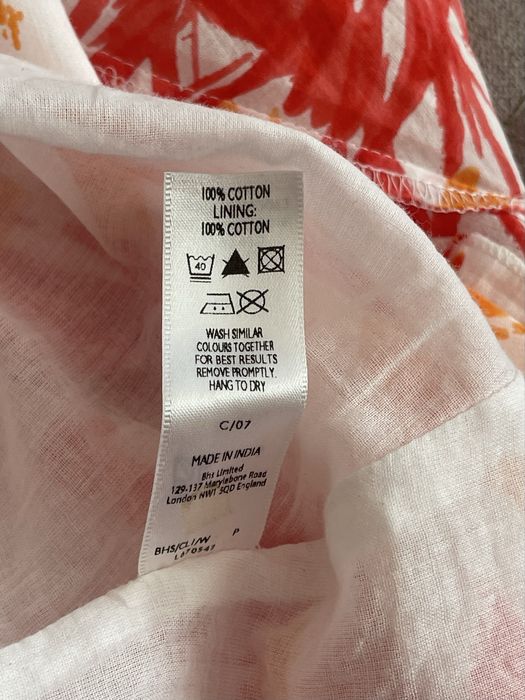 100% COTTON
LINING:
100% COTTON
40
WASH SIMILAR
COLOURS TOGETHER
FOR BEST RESULTS
REMOVE PROMPTLY.
HANG TO DRY
C/07
MADE IN INDIA
Bhs Limited
129-137 Marylebone Road
London NW1 5QD England
BHS/CLI/W P